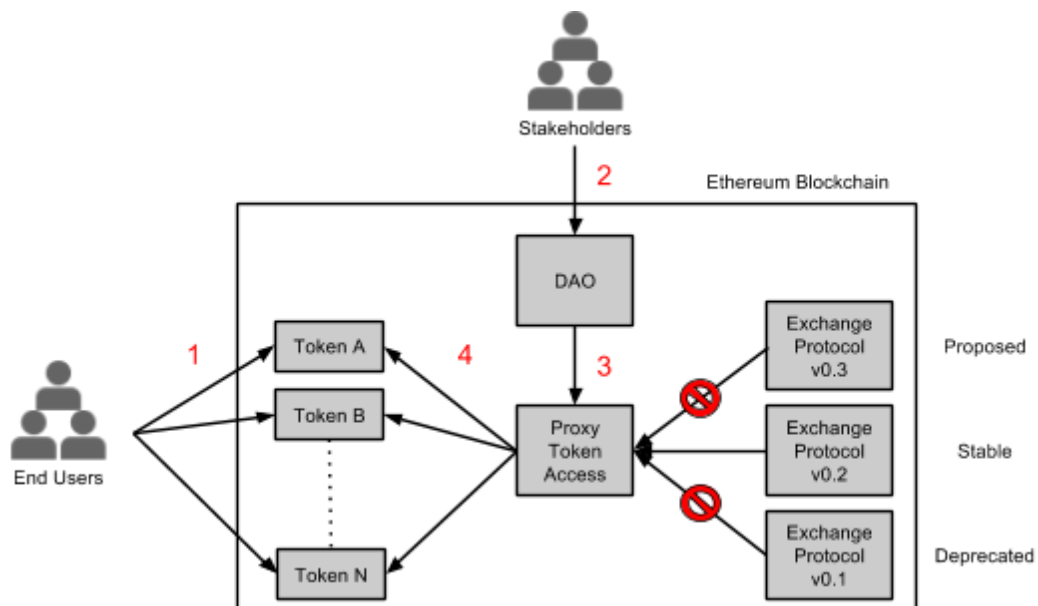 Stakeholders
2
Ethereum Blockchain
DAO
Exchange
Protocol
v0.3
Proposed
1
Token A
4
3
Token B
Proxy
Token
Access
Exchange
Protocol
v0.2
Stable
End Users
Exchange
Protocol
v0.1
Deprecated
Token N